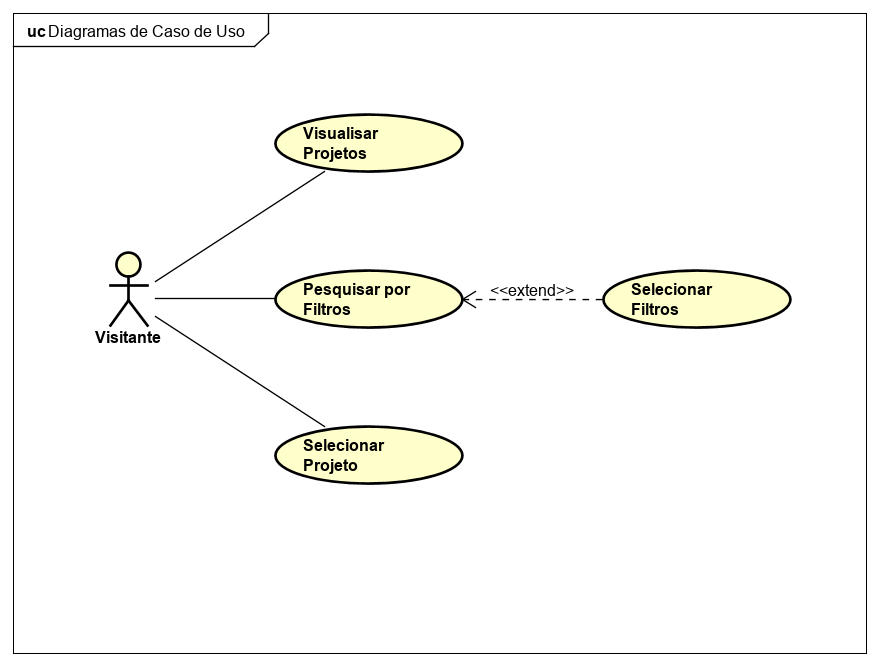 uc Diagramas de Caso de Uso
Visualisar
Projetos
Pesquisar por
Filtros
<<extend>>
Selecionar
Filtros
Visitante
Selecionar
Projeto